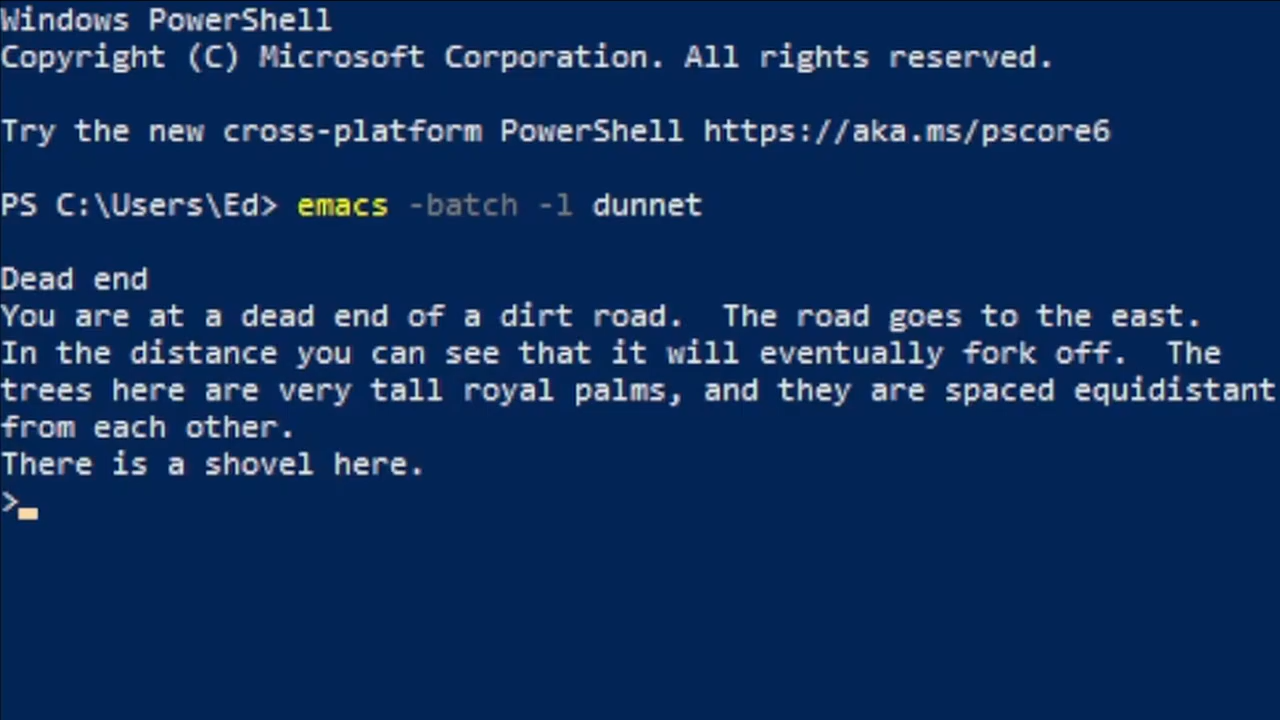 Windows PowerShell
Copyright (C) Microsoft Corporation. All rights reserved.
Try the new cross-platform PowerShell https://aka.ms/pscore6
PS C:\Users\Ed> emacs -batch -l dunnet
Dead end
You are at a dead end of a dirt road.  The road goes to the east.
In the distance you can see that it will eventually fork off.  The
trees here are very tall royal palms, and they are spaced equidistant
from each other.
There is a shovel here.
>